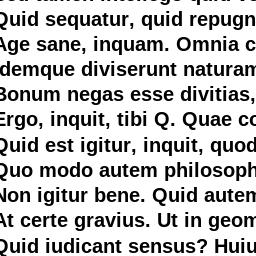 Quid sequatur, quid repugn
Age sane, inquam. Omnia c
demque diviserunt naturam
Bonum negas esse divitias,
Ergo, inquit, tibi Q. Quae co
Quid est igitur, inquit, quod
Quo modo autem philosoph
Non igitur bene. Quid autem
At certe gravius. Ut in geom
Quid iudicant sensus? Huiu